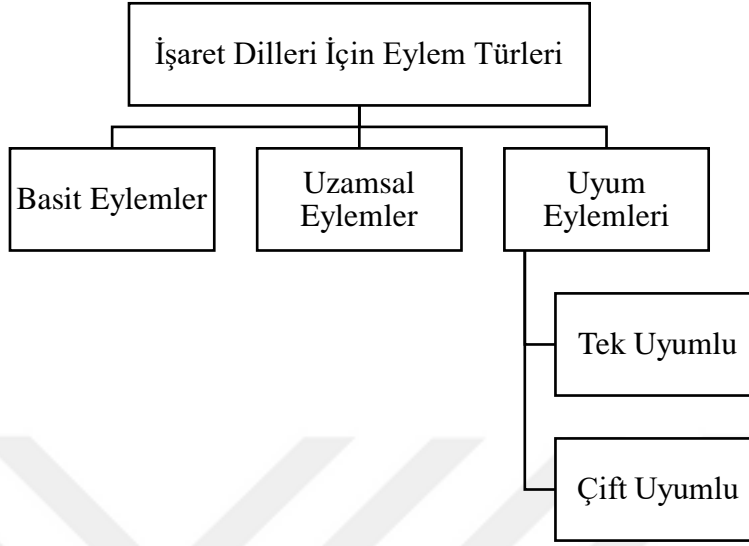 İşaret Dilleri İçin Eylem Türleri
Basit Eylemler
Uzamsal
Eylemler
Uyum
Eylemleri
Tek Uyumlu
Çift Uyumlu